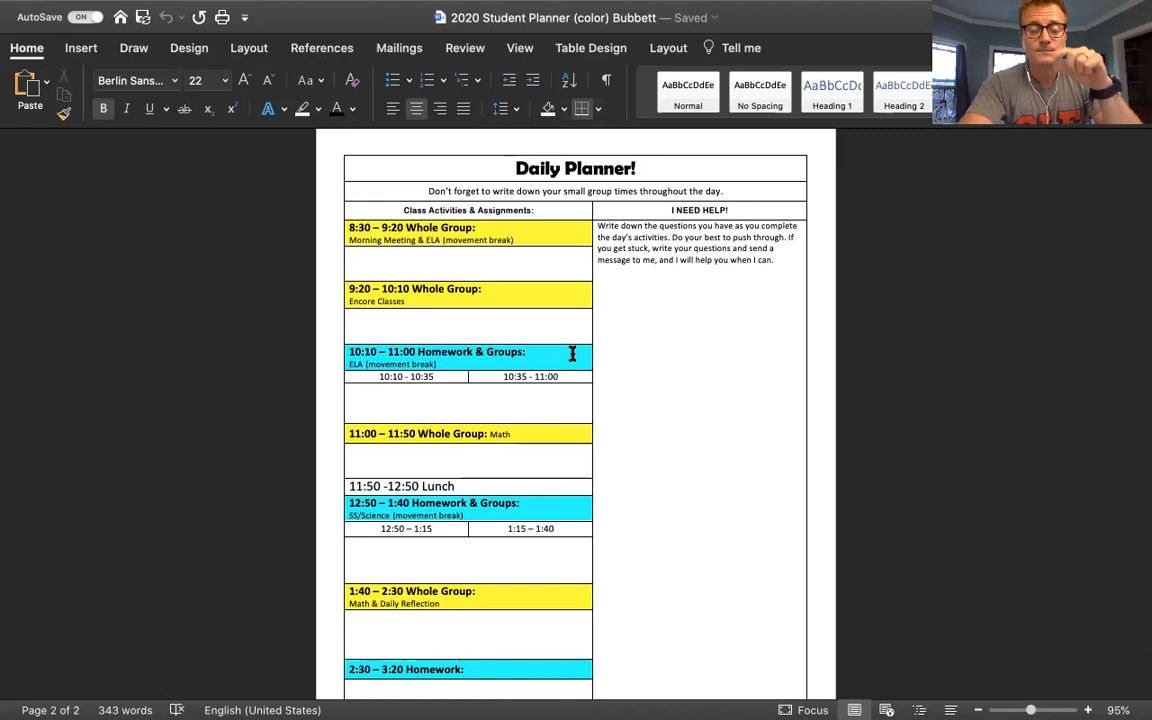 AutoSave ON
2020 Student Planner (color) Bubbett — Saved
Home Insert Draw Design Layout References Mailings Review View Table Design Layout Tell me
Paste
Berlin Sans... 22
AaBbCcDdEe
Normal
AaBbCcDdEe
No Spacing
AaBbCcDc
Heading 1
AaBbCcDdEe
Heading 2
Daily Planner!
Don't forget to write down your small group times throughout the day.
Class Activities & Assignments:
I NEED HELP!
8:30 – 9:20 Whole Group:
Morning Meeting & ELA (movement break)
Write down the questions you have as you complete
the day's activities. Do your best to push through. If
you get stuck, write your questions and send a
message to me, and I will help you when I can.
9:20 – 10:10 Whole Group:
Encore Classes
10:10 – 11:00 Homework & Groups:
ELA (movement break)
10:10 - 10:35
10:35 - 11:00
11:00 – 11:50 Whole Group: Math
11:50 -12:50 Lunch
12:50 – 1:40 Homework & Groups:
SS/Science (movement break)
12:50 – 1:15
1:15 – 1:40
1:40 – 2:30 Whole Group:
Math & Daily Reflection
2:30 – 3:20 Homework:
Page 2 of 2 343 words English (United States) Focus 95%